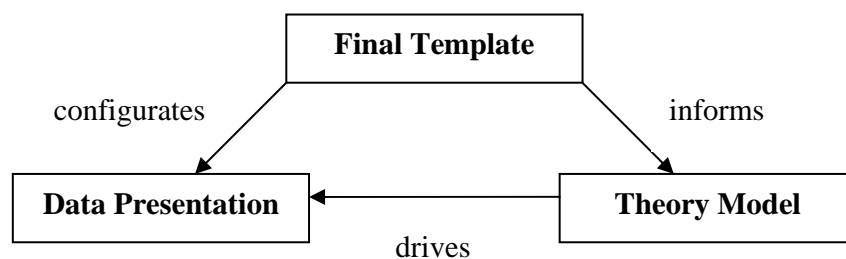 Final Template
configurates
informs
Data Presentation
Theory Model
drives